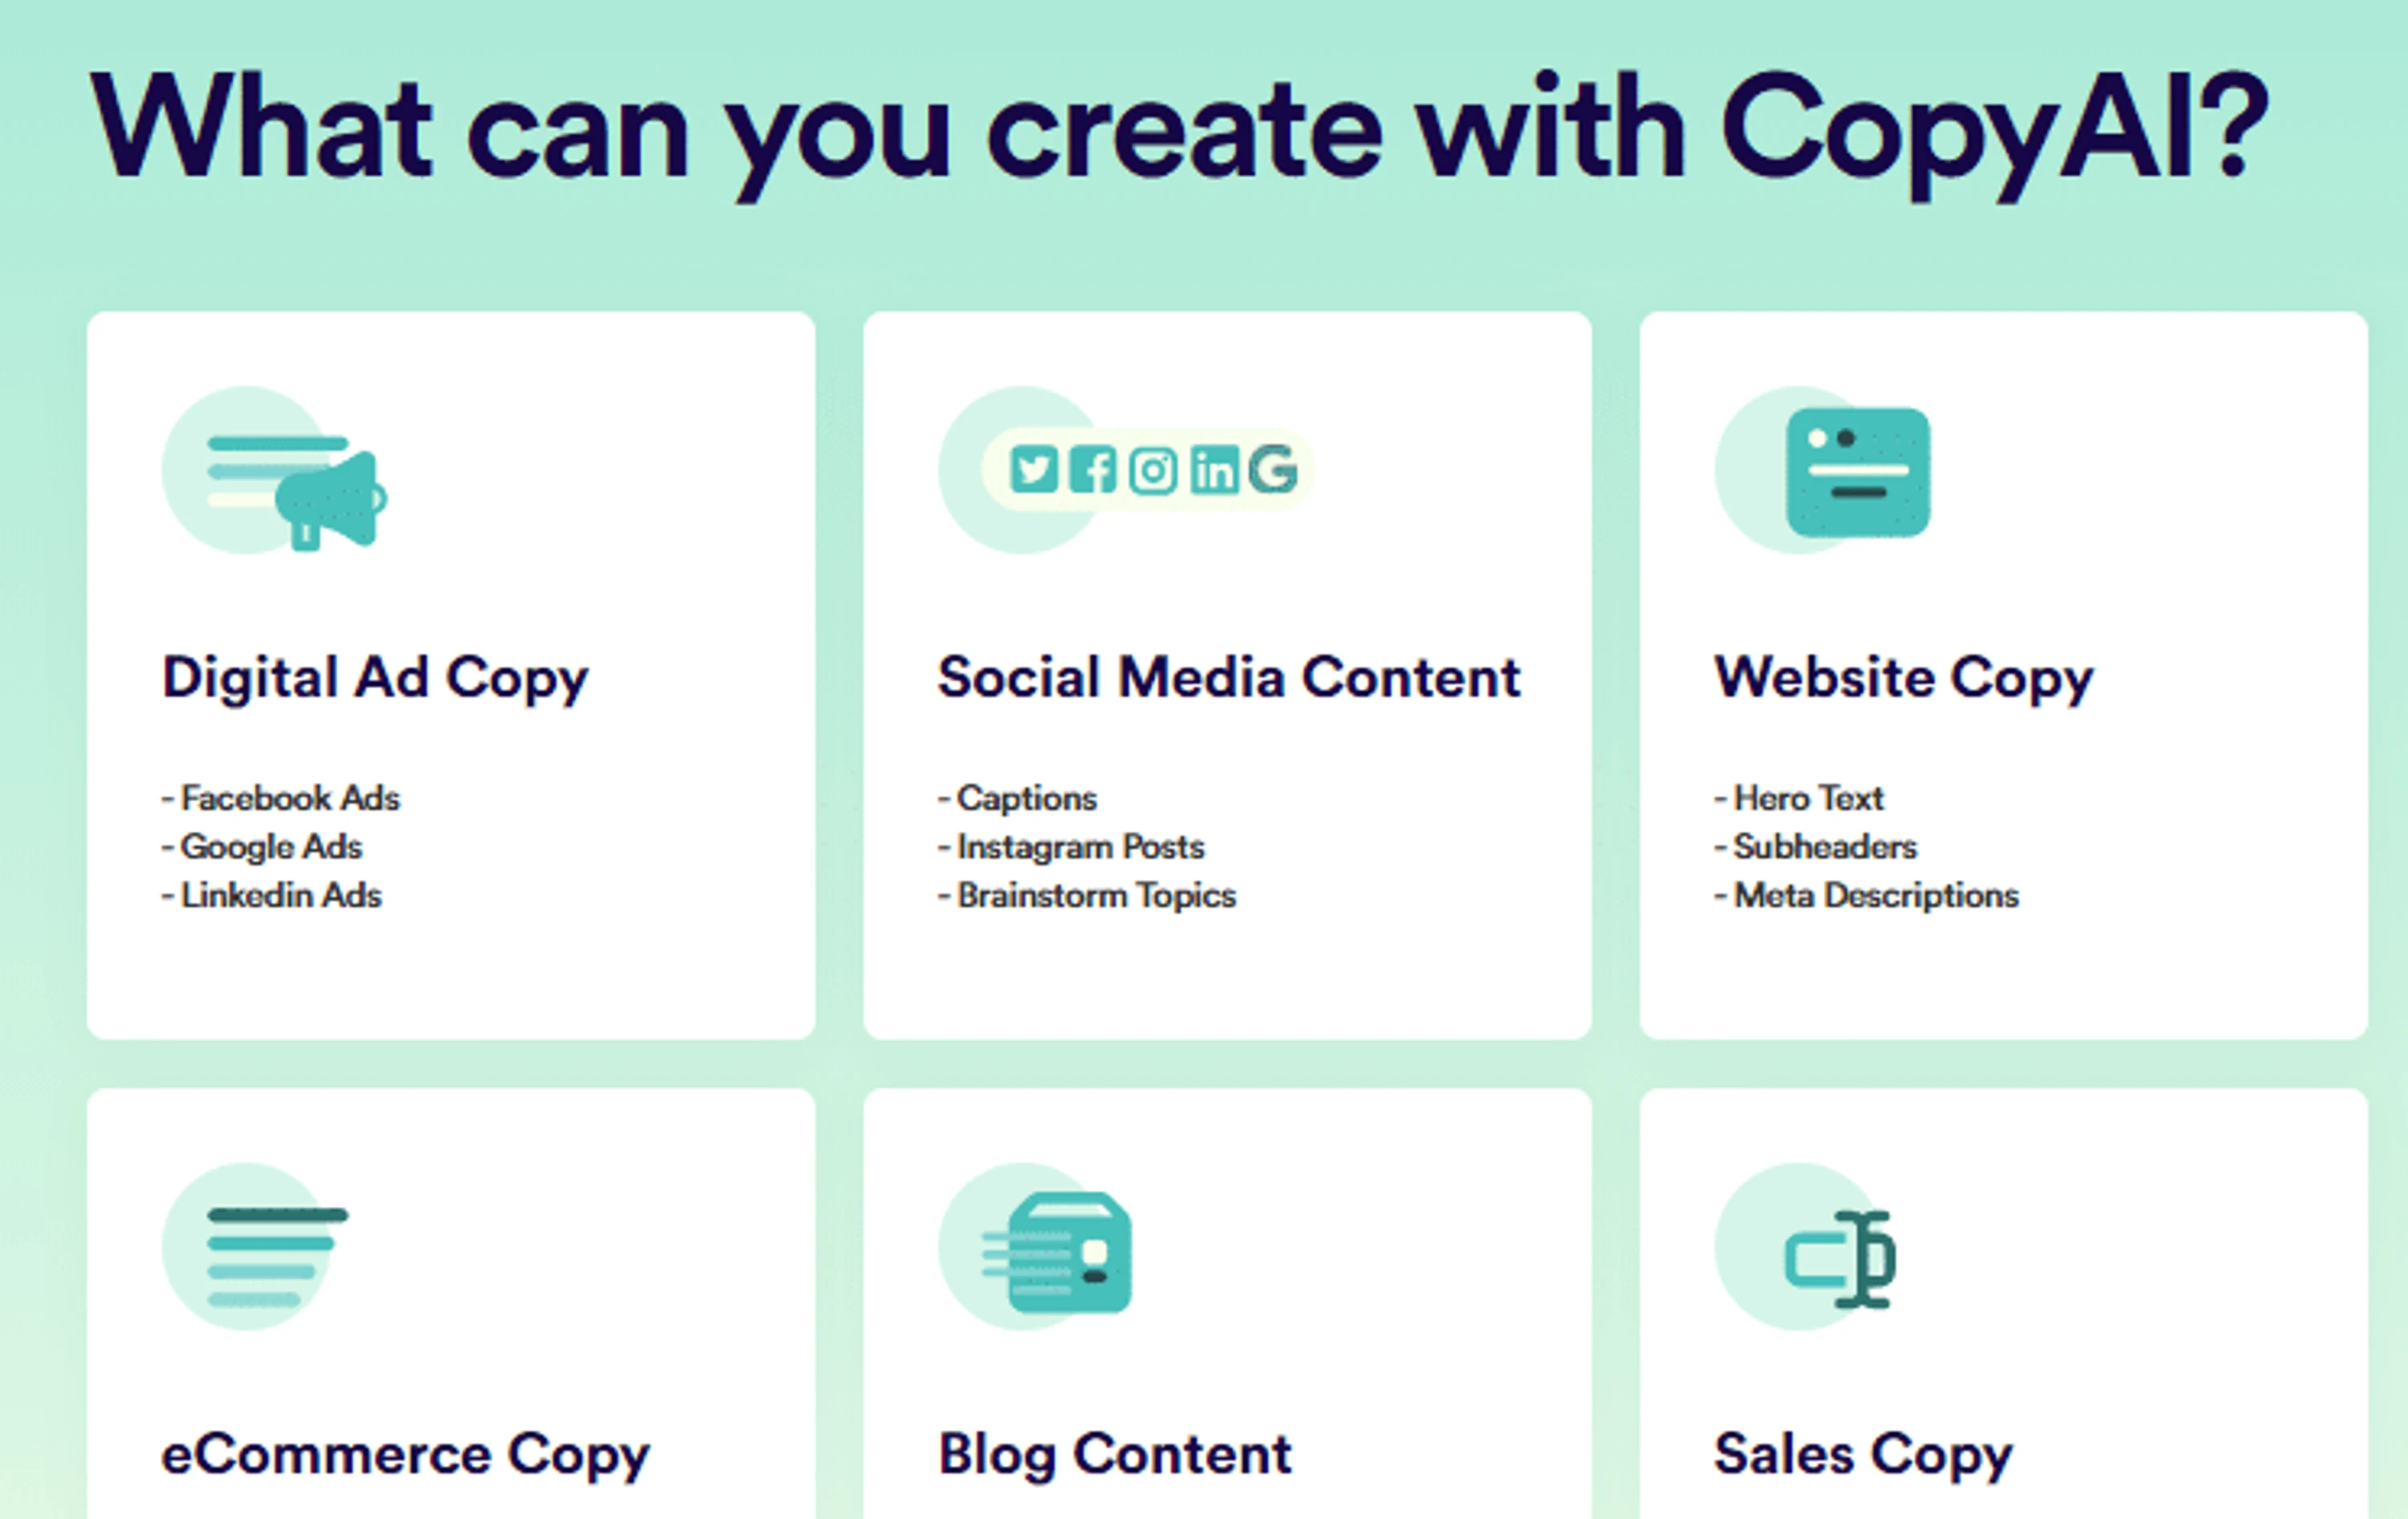 What can you create with CopyAI?
Digital Ad Copy
- Facebook Ads
- Google Ads
- Linkedin Ads
Social Media Content
- Captions
- Instagram Posts
- Brainstorm Topics
Website Copy
- Hero Text
- Subheaders
- Meta Descriptions
eCommerce Copy
Blog Content
Sales Copy